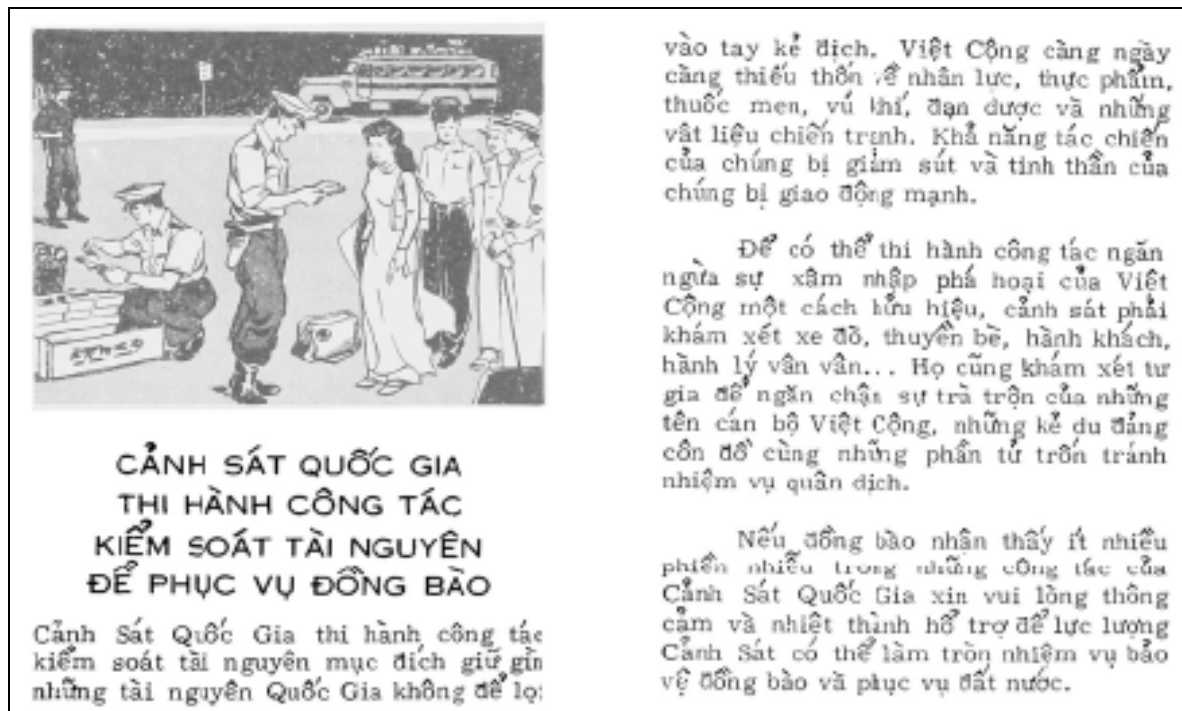 CẢNH SÁT QUỐC GIA
THI HÀNH CÔNG TÁC
KIỂM SOÁT TÀI NGUYÊN
ĐỂ PHỤC VỤ ĐỒNG BÀO
Cảnh Sát Quốc Gia thi hành công tác
kiểm soát tài nguyên mục đích giữ gìn
những tài nguyên Quốc Gia không để lọt
vào tay kẻ địch. Việt Cộng càng ngày
càng thiếu thốn về nhân lực, thực phẩm,
thuốc men, vũ khí, đạn dược và những
vật liệu chiến tranh. Khả năng tác chiến
của chúng bị giảm sút và tinh thần của
chúng bị giao động mạnh.
Để có thể thi hành công tác ngăn
ngừa sự xâm nhập phá hoại của Việt
Cộng một cách hữu hiệu, cảnh sát phải
khám xét xe đò, thuyền bè, hành khách,
hành lý vân vân... Họ cũng khám xét tư
gia để ngăn chận sự trà trộn của những
tên cán bộ Việt Cộng, những kẻ du đảng
côn đồ cùng những phần tử trốn tránh
nhiệm vụ quân dịch.
Nếu đồng bào nhận thấy ít nhiều
phiền nhiễu trong những công tác của
Cảnh Sát Quốc Gia xin vui lòng thông
cảm và nhiệt thành hổ trợ để lực lượng
Cảnh Sát có thể làm tròn nhiệm vụ bảo
vệ đồng bào và phục vụ đất nước.